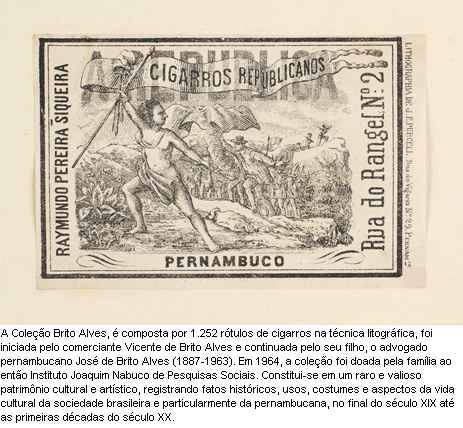 A REPUBLICA
CIGARROS REPUBLICANOS
RAYMUNDO PEREIRA SIQUEIRA
Rua do Rangel Nº 2
PERNAMBUCO
DE J.E.PURCELL.
A Coleção Brito Alves, é composta por 1.252 rótulos de cigarros na técnica litográfica, foi
iniciada pelo comerciante Vicente de Brito Alves e continuada pelo seu filho, o advogado
pernambucano José de Brito Alves (1887-1963). Em 1964, a coleção foi doada pela família ao
então Instituto Joaquim Nabuco de Pesquisas Sociais. Constitui-se em um raro e valioso
patrimônio cultural e artístico, registrando fatos históricos, usos, costumes e aspectos da vida
cultural da sociedade brasileira e particularmente da pernambucana, no final do século XIX até
as primeiras décadas do século XX.